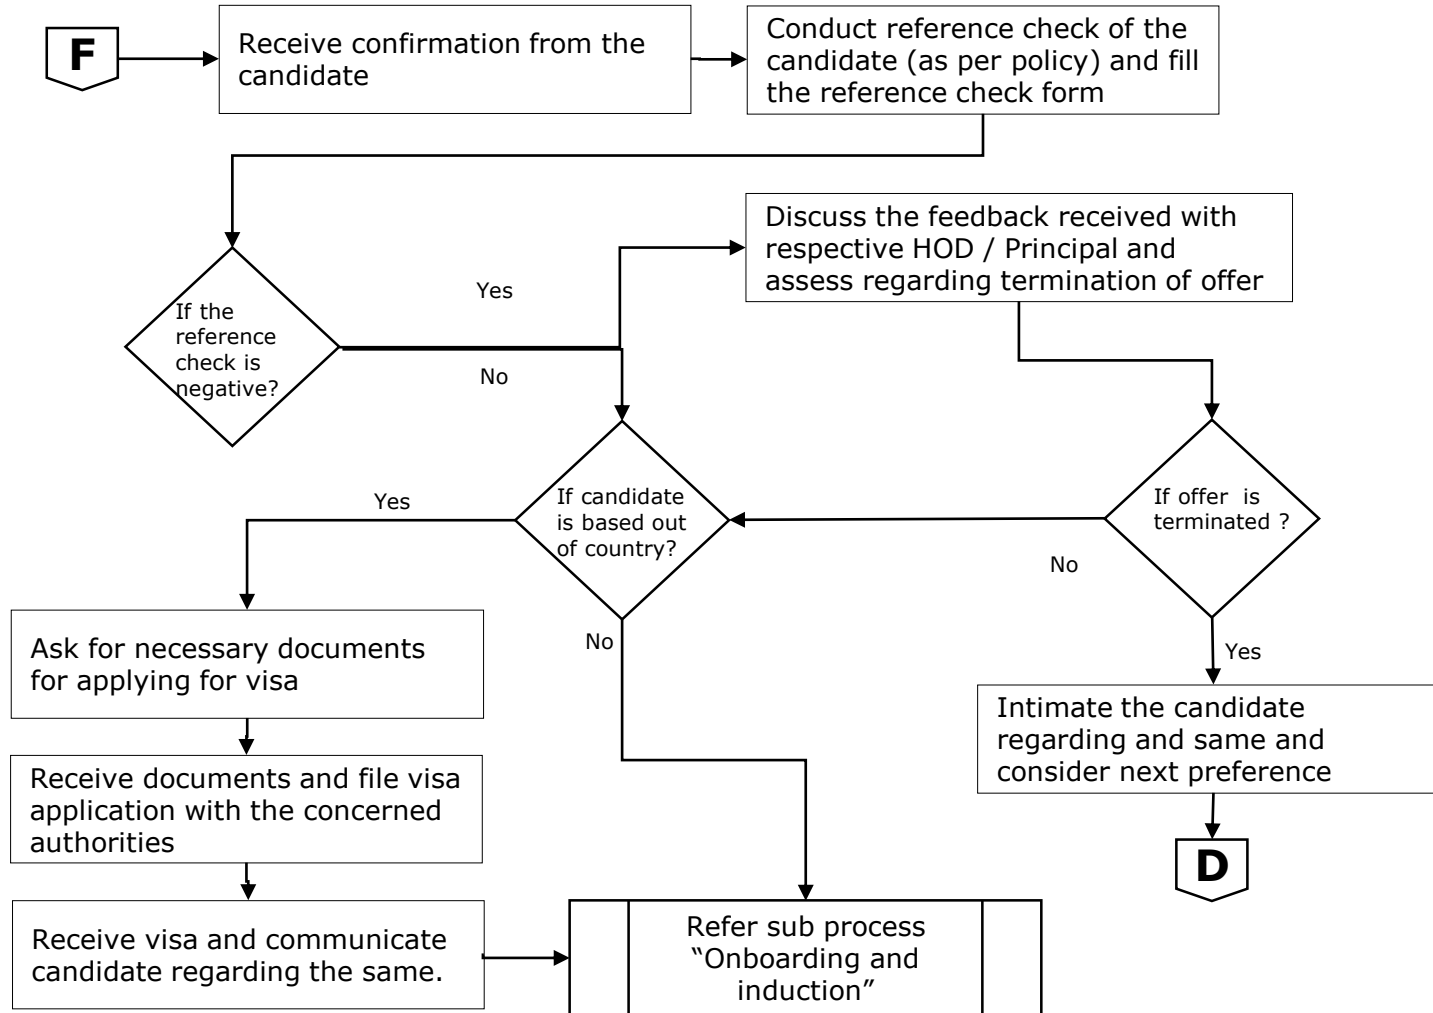 F
Receive confirmation from the
candidate
Conduct reference check of the
candidate (as per policy) and fill
the reference check form
Discuss the feedback received with
respective HOD / Principal and
assess regarding termination of offer
Yes
If the
reference
check is
negative?
No
Yes
If candidate
is based out
of country?
If offer is
terminated ?
No
No
Yes
Ask for necessary documents
for applying for visa
Intimate the candidate
regarding and same and
consider next preference
Receive documents and file visa
application with the concerned
authorities
D
Receive visa and communicate
candidate regarding the same.
Refer sub process
“Onboarding and
induction”